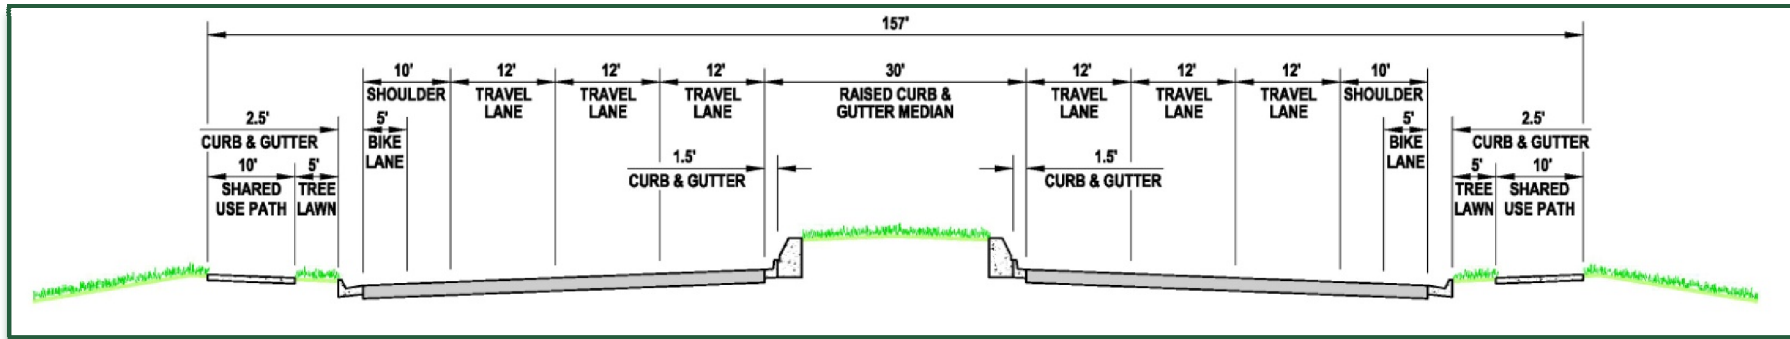 157'
10' 12' 12' 12' 30' 12' 12' 12' 10'
SHOULDER TRAVEL LANE TRAVEL LANE TRAVEL LANE RAISED CURB & GUTTER MEDIAN TRAVEL LANE TRAVEL LANE TRAVEL LANE SHOULDER
2.5'
CURB & GUTTER
5'
BIKE
LANE
5'
BIKE
LANE
2.5'
CURB & GUTTER
10'
SHARED
USE PATH
5'
TREE
LAWN
1.5'
CURB & GUTTER
1.5'
CURB & GUTTER
5'
TREE
LAWN
10'
SHARED
USE PATH